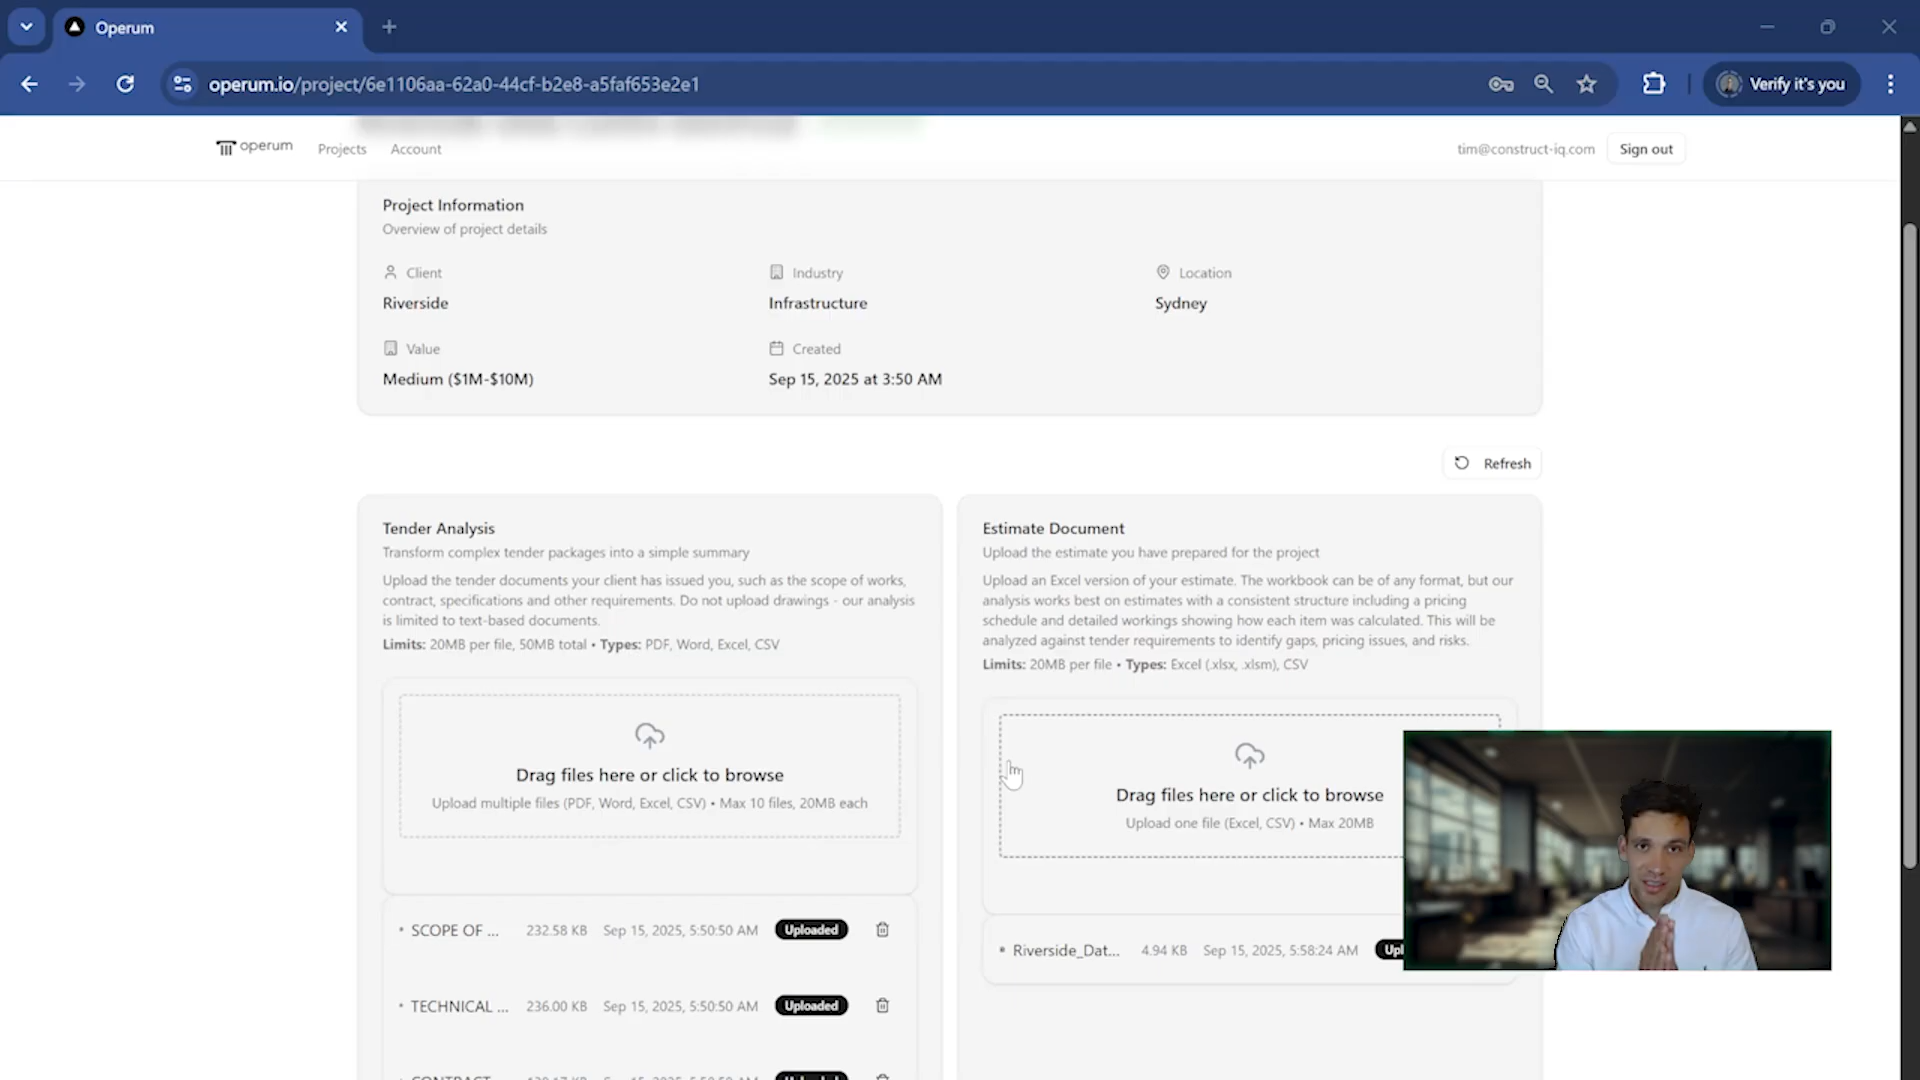 Operum
operum.io/project/6e1106aa-62a0-44cf-b2e8-a5faf653e2e1
Verify it's you
operum
Projects
Account
tim@construct-iq.com
Sign out
Project Information
Overview of project details
Client
Industry
Location
Riverside
Infrastructure
Sydney
Value
Created
Medium ($1M-$10M)
Sep 15, 2025 at 3:50 AM
Refresh
Tender Analysis
Transform complex tender packages into a simple summary
Upload the tender documents your client has issued you, such as the scope of works,
contract, specifications and other requirements. Do not upload drawings - our analysis
is limited to text-based documents.
Limits: 20MB per file, 50MB total • Types: PDF, Word, Excel, CSV
Drag files here or click to browse
Upload multiple files (PDF, Word, Excel, CSV) • Max 10 files, 20MB each
• SCOPE OF ... 232.58 KB Sep 15, 2025, 5:50:50 AM Uploaded
• TECHNICAL ... 236.00 KB Sep 15, 2025, 5:50:50 AM Uploaded
Estimate Document
Upload the estimate you have prepared for the project
Upload an Excel version of your estimate. The workbook can be of any format, but our
analysis works best on estimates with a consistent structure including a pricing
schedule and detailed workings showing how each item was calculated. This will be
analyzed against tender requirements to identify gaps, pricing issues, and risks.
Limits: 20MB per file • Types: Excel (.xlsx, .xlsm), CSV
Drag files here or click to browse
Upload one file (Excel, CSV) • Max 20MB
• Riverside_Dat... 4.94 KB Sep 15, 2025, 5:58:24 AM Upl